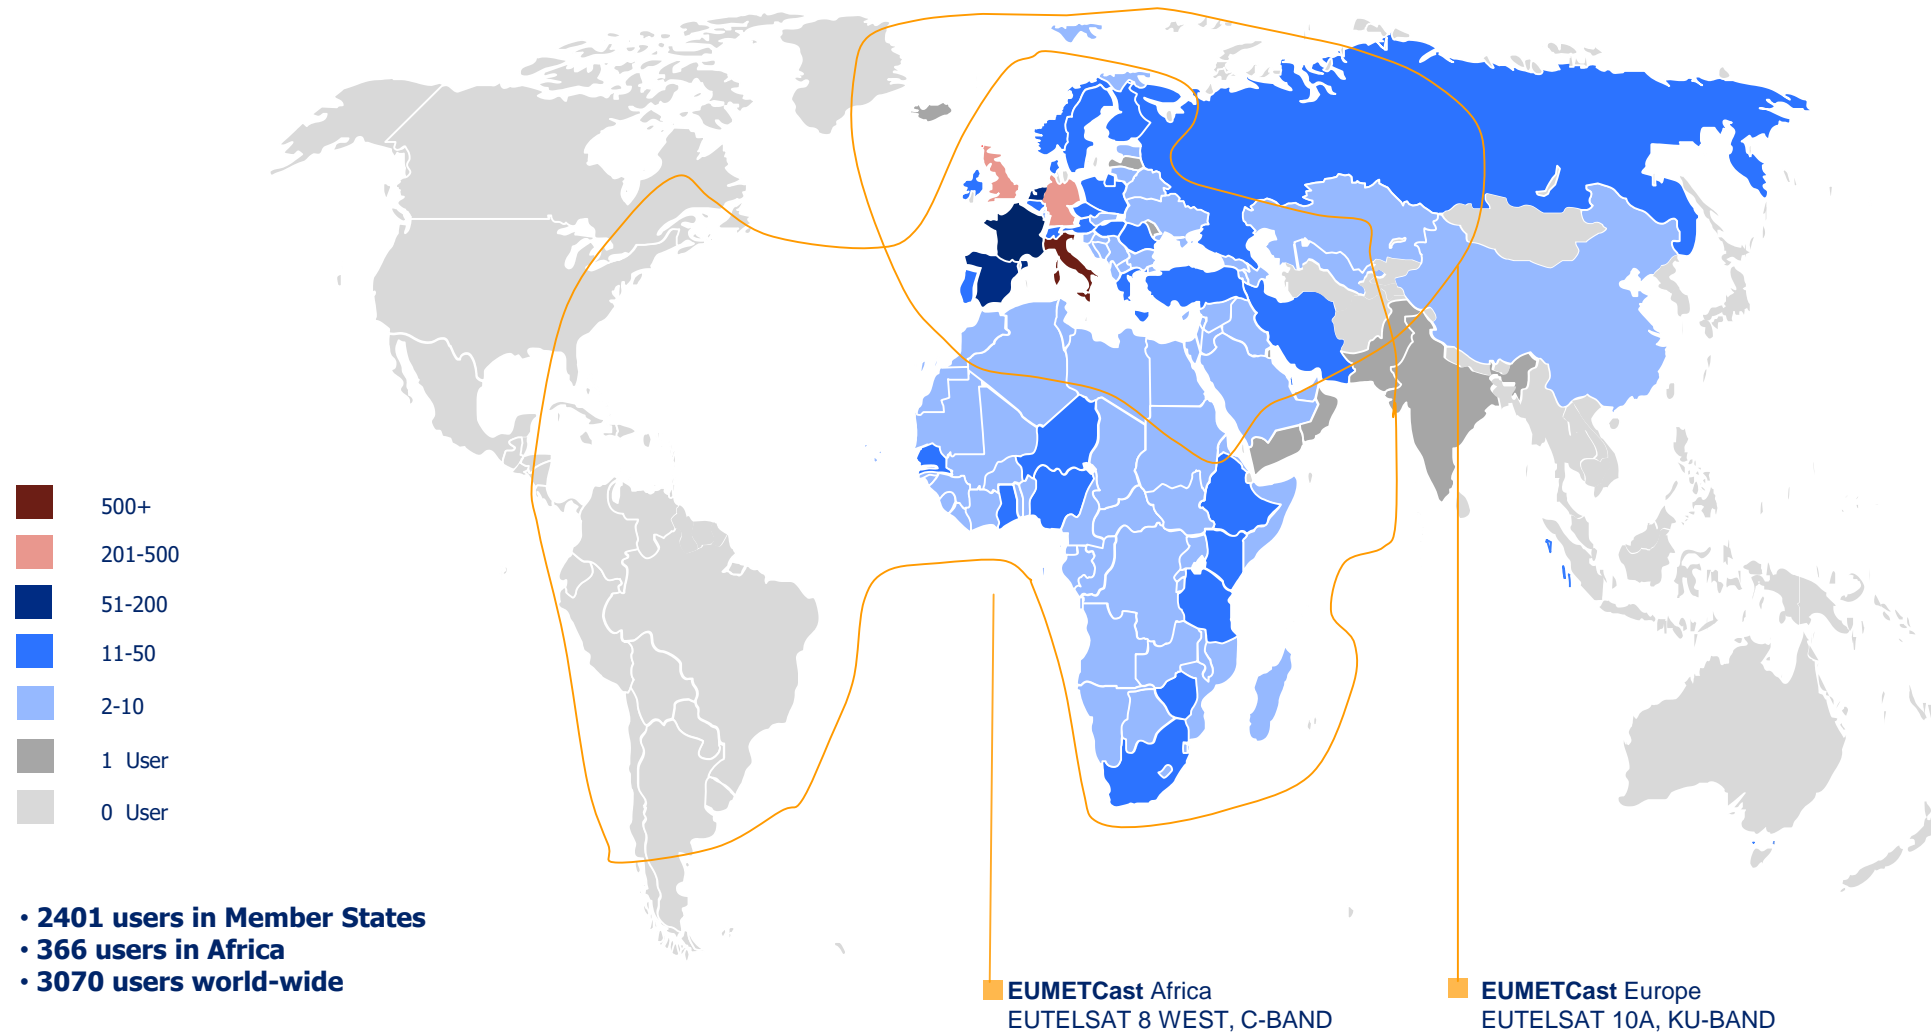 500+
201-500
51-200
11-50
2-10
1 User
0 User
• 2401 users in Member States
• 366 users in Africa
• 3070 users world-wide
EUMETCast Africa
EUTELSAT 8 WEST, C-BAND
EUMETCast Europe
EUTELSAT 10A, KU-BAND